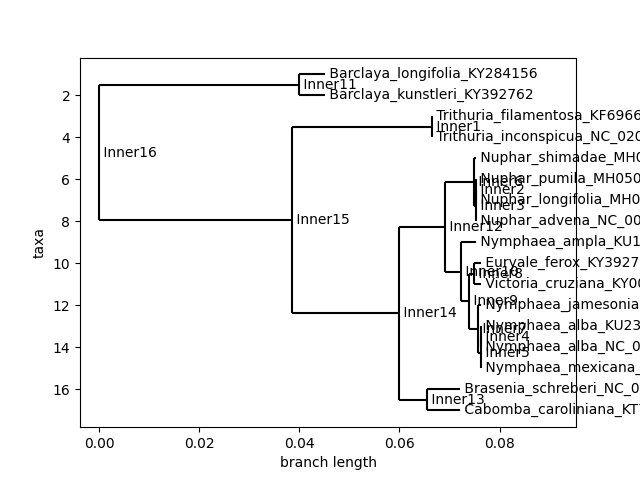 Barclaya_longifolia_KY284156
Inner11
Barclaya_kunstleri_KY392762
Trithuria_filamentosa_KF6966
Inner1
Trithuria_inconspicua_NC_020
Inner16
Nuphar_shimadae_MH0
Nuphar_pumila_MH050
Inner2
Nuphar_longifolia_MH0
Inner3
Inner15
Nuphar_advena_NC_00
Inner12
Nymphaea_ampla_KU1
Euryale_ferox_KY3927
Inner8
Victoria_cruziana_KY00
Inner9
Nymphaea_jamesonia
Inner14
Nymphaea_alba_KU23
Inner4
Nymphaea_alba_NC_0
Inner5
Nymphaea_mexicana_
Brasenia_schreberi_NC_0
Inner13
Cabomba_caroliniana_KT
2
4
6
8
10
12
14
16
taxa
0.00 0.02 0.04 0.06 0.08
branch length